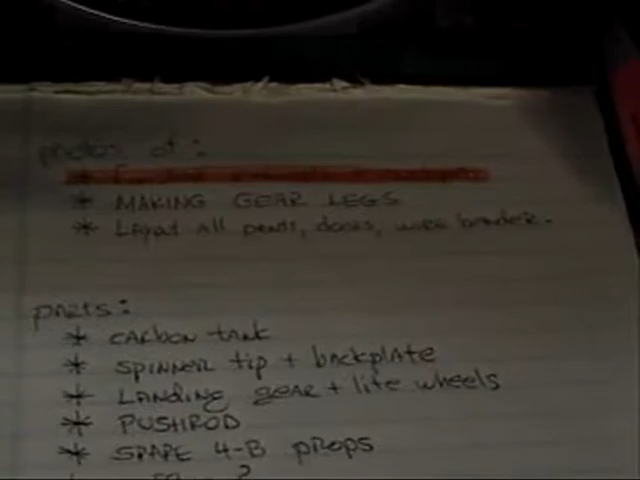 photos of:
* MAKING GEAR LEGS
* Layout all pents, doors, wire bender.
parts:
* carbon tank
* spinner tip + backplate
* Landing gear + lite wheels
* PUSHROD
* SPARE 4-B props